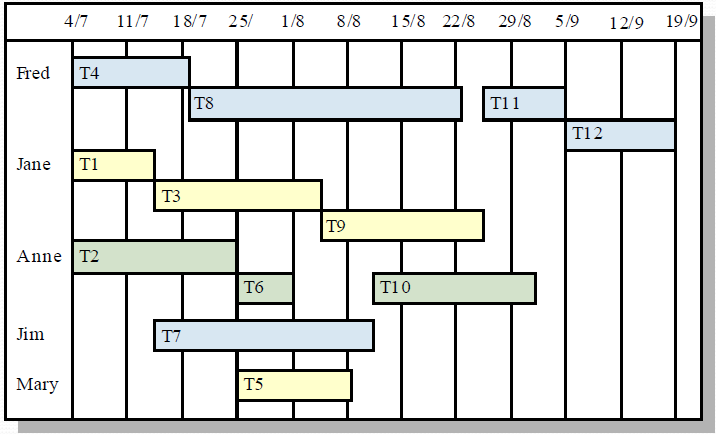 4/7 11/7 18/7 25/ 1/8 8/8 15/8 22/8 29/8 5/9 12/9 19/9
Fred T4
T8 T11
T12
Jane T1
T3
T9
Anne T2
T6 T10
Jim T7
Mary T5